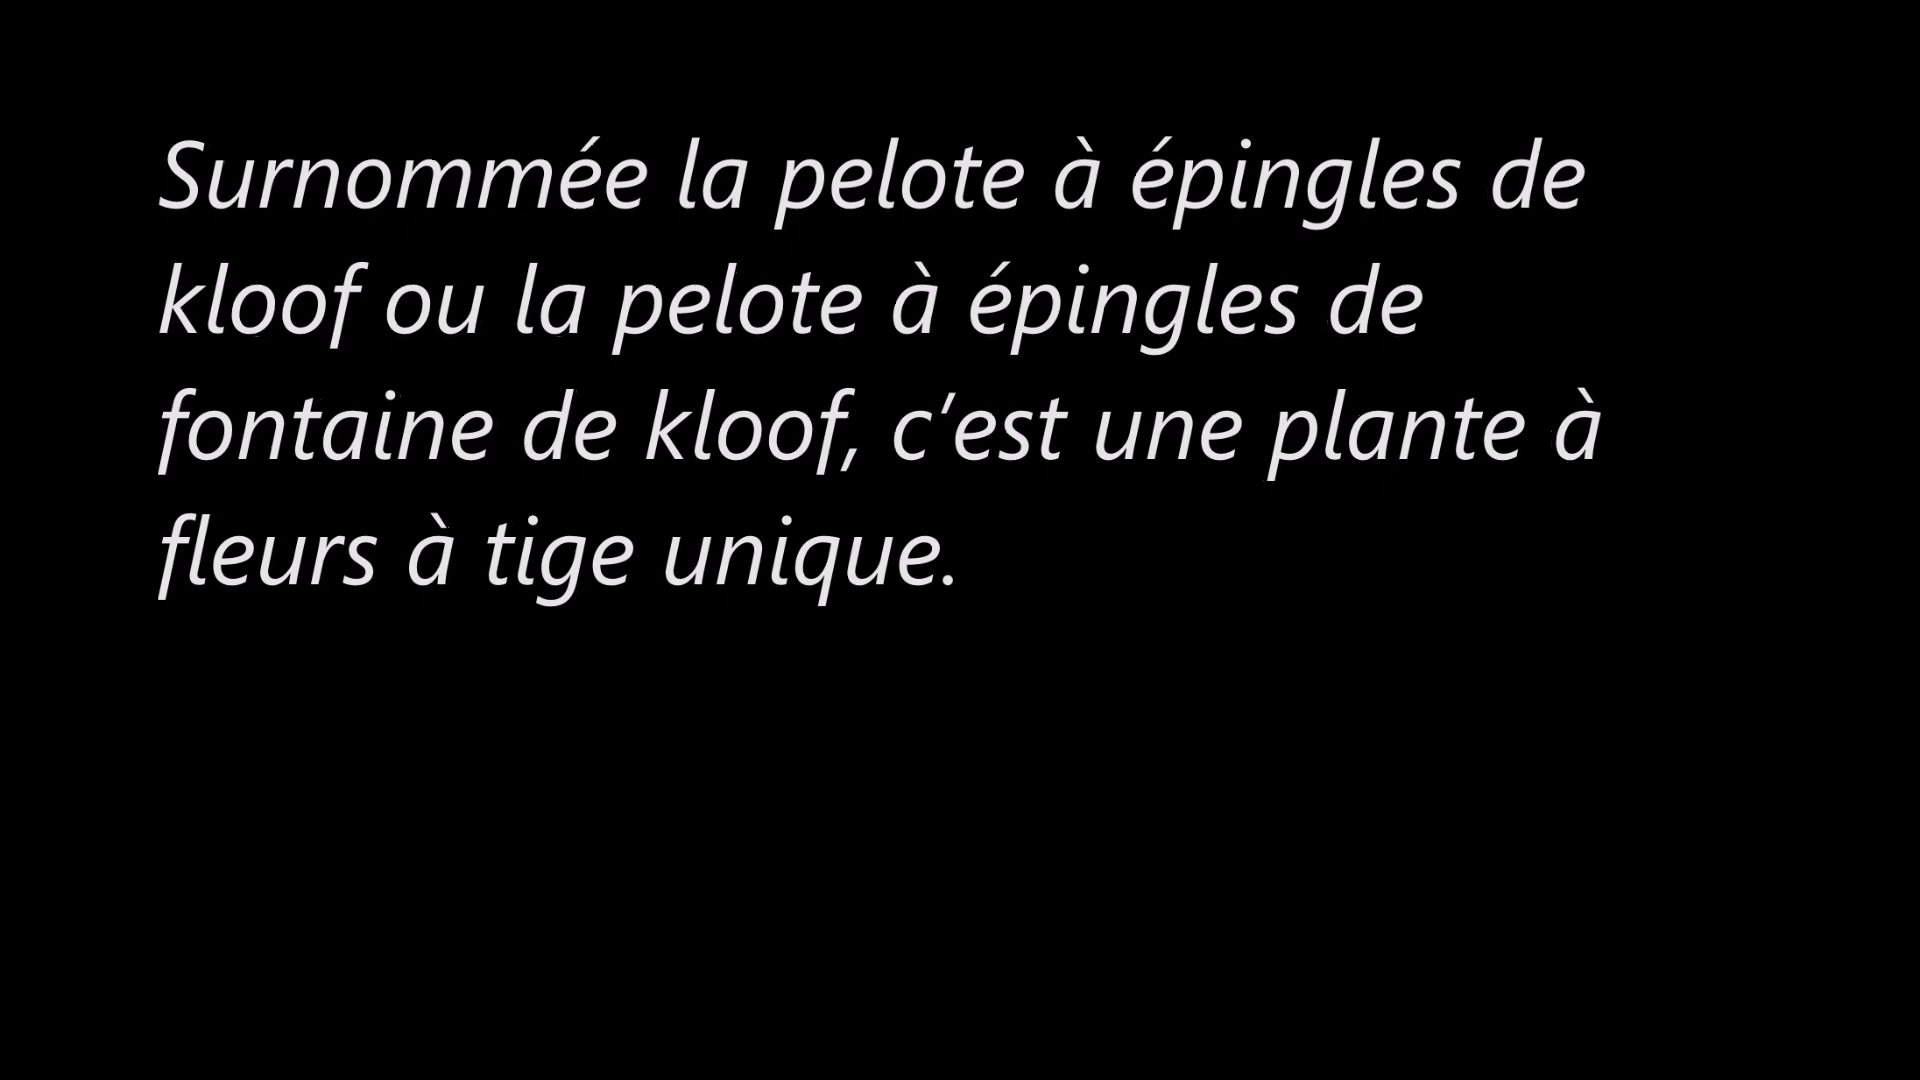 Surnommée la pelote à épingles de
kloof ou la pelote à épingles de
fontaine de kloof, c’est une plante à
fleurs à tige unique.